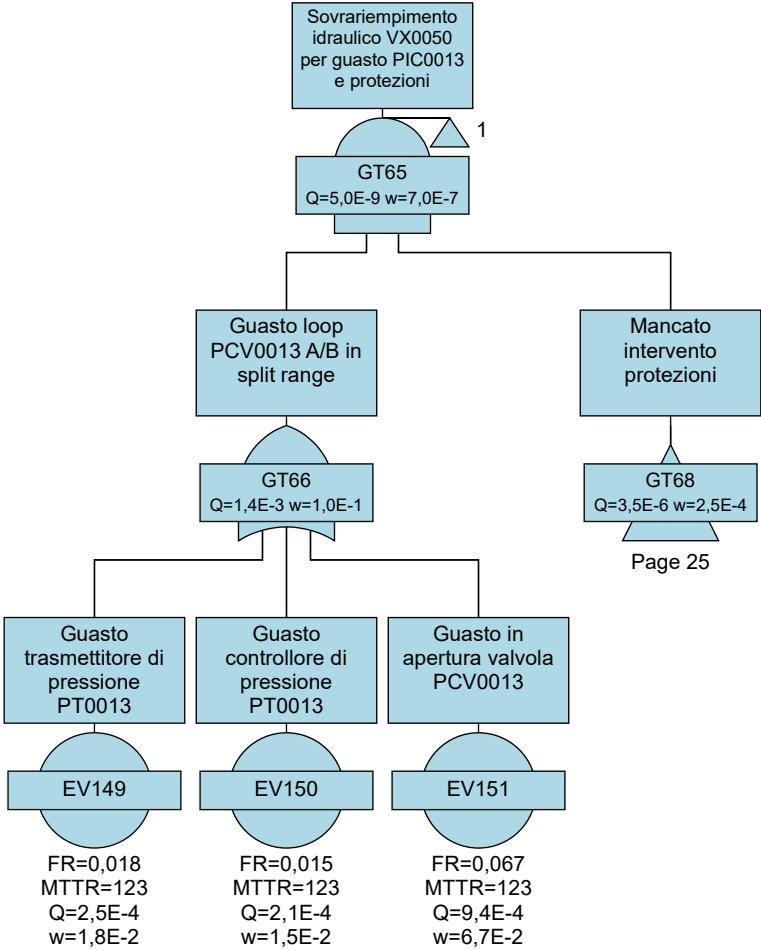 Sovrariempimento
idraulico VX0050
per guasto PIC0013
e protezioni
1
GT65
Q=5,0E-9 w=7,0E-7
Guasto loop
PCV0013 A/B in
split range
Mancato
intervento
protezioni
GT66
Q=1,4E-3 w=1,0E-1
GT68
Q=3,5E-6 w=2,5E-4
Page 25
Guasto
trasmettitore di
pressione
PT0013
Guasto
controllore di
pressione
PT0013
Guasto in
apertura valvola
PCV0013
EV149
EV150
EV151
FR=0,018
MTTR=123
Q=2,5E-4
w=1,8E-2
FR=0,015
MTTR=123
Q=2,1E-4
w=1,5E-2
FR=0,067
MTTR=123
Q=9,4E-4
w=6,7E-2